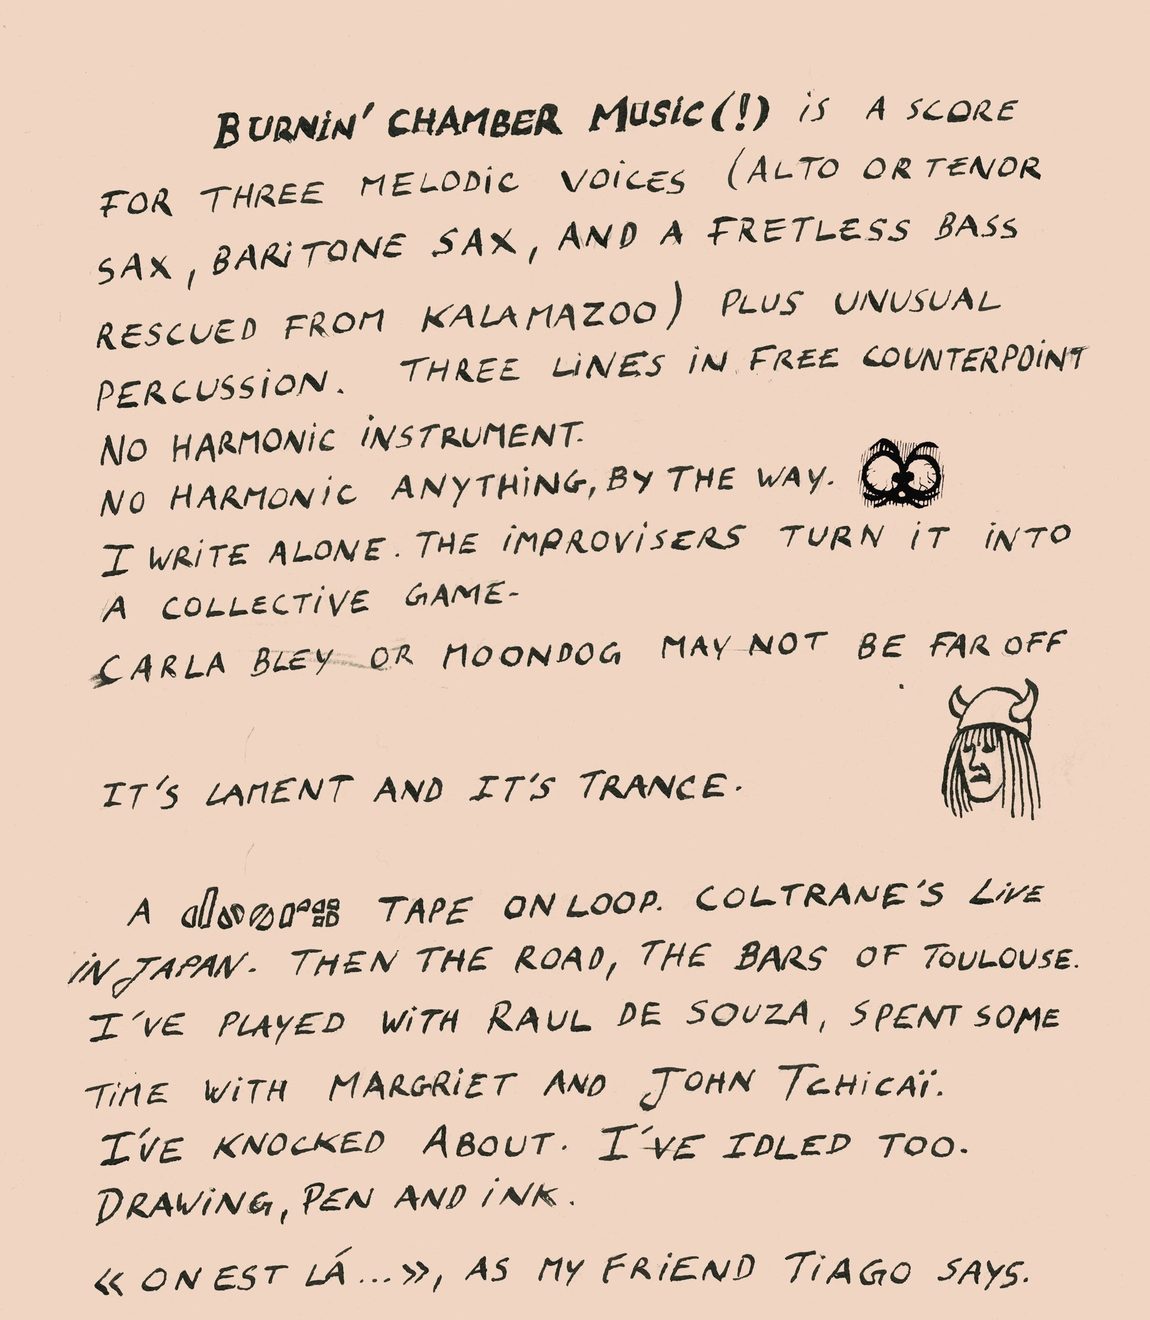 BURNIN' CHAMBER MUSIC(!) IS A SCORE
FOR THREE MELODIC VOICES (ALTO OR TENOR
SAX, BARITONE SAX, AND A FRETLESS BASS
RESCUED FROM KALAMAZOO) PLUS UNUSUAL
PERCUSSION. THREE LINES IN FREE COUNTERPOINT
NO HARMONIC INSTRUMENT.
NO HARMONIC ANYTHING, BY THE WAY.
I WRITE ALONE. THE IMPROVISERS TURN IT INTO
A COLLECTIVE GAME-
CARLA BLEY OR MOONDOG MAY NOT BE FAR OFF
IT'S LAMENT AND IT'S TRANCE.
A TAPE ON LOOP. COLTRANE'S LIVE
IN JAPAN. THEN THE ROAD, THE BARS OF TOULOUSE.
I'VE PLAYED WITH RAUL DE SOUZA, SPENT SOME
TIME WITH MARGRIET AND JOHN TCHICAÏ.
I'VE KNOCKED ABOUT. I'VE IDLED TOO.
DRAWING, PEN AND INK.
« ON EST LÁ... », AS MY FRIEND TIAGO SAYS.